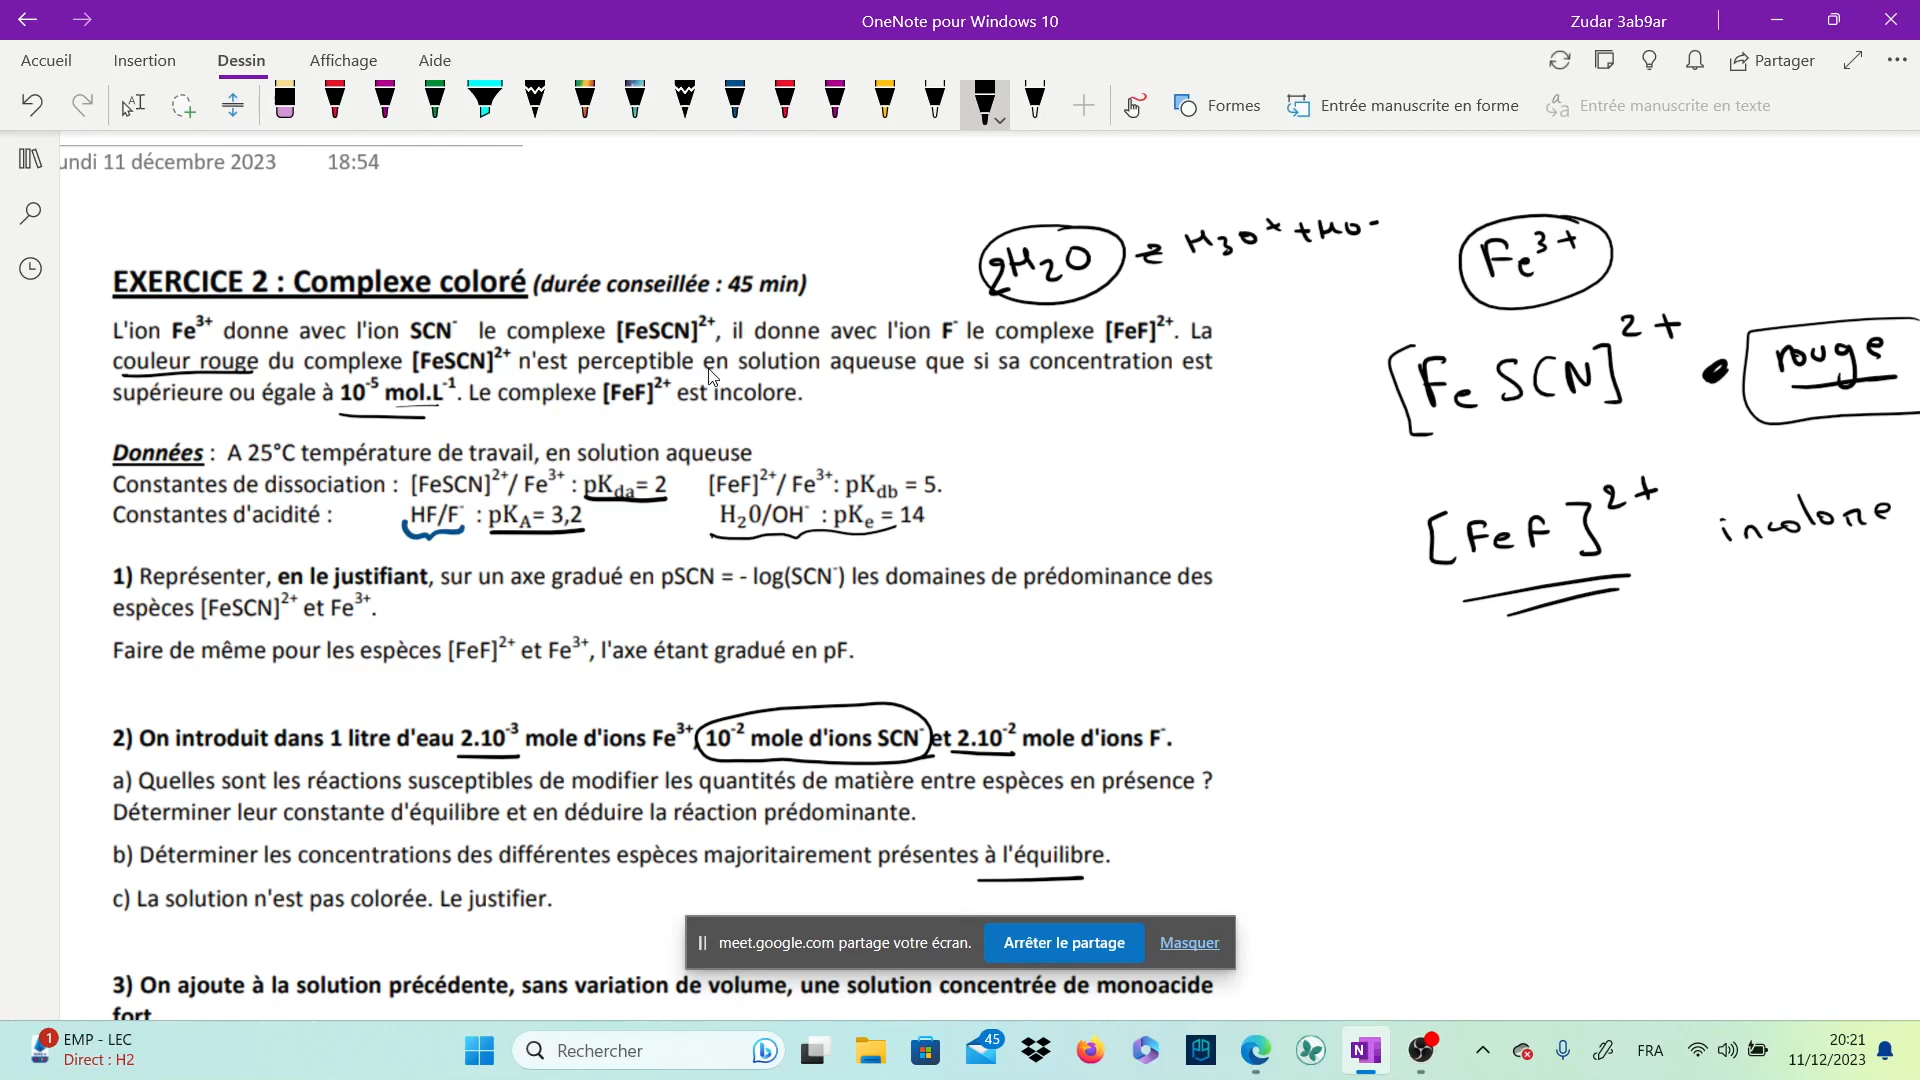 OneNote pour Windows 10
Zudar 3ab9ar
Accueil Insertion Dessin Affichage Aide
Partager
Formes Entrée manuscrite en forme Entrée manuscrite en texte
undi 11 décembre 2023 18:54
2H2O ⇌ H3O+ + HO-
Fe3+
EXERCICE 2 : Complexe coloré (durée conseillée : 45 min)
L'ion Fe3+ donne avec l'ion SCN- le complexe [FeSCN]2+, il donne avec l'ion F- le complexe [FeF]2+. La
couleur rouge du complexe [FeSCN]2+ n'est perceptible en solution aqueuse que si sa concentration est
supérieure ou égale à 10-5 mol.L-1. Le complexe [FeF]2+ est incolore.
[FeSCN]2+ • rouge
Données : A 25°C température de travail, en solution aqueuse
Constantes de dissociation : [FeSCN]2+/ Fe3+ : pKda= 2 [FeF]2+/ Fe3+: pKdb = 5.
Constantes d'acidité : HF/F- : pKA= 3,2 H20/OH- : pKe = 14
[FeF]2+ incolore
1) Représenter, en le justifiant, sur un axe gradué en pSCN = - log(SCN-) les domaines de prédominance des
espèces [FeSCN]2+ et Fe3+.
Faire de même pour les espèces [FeF]2+ et Fe3+, l'axe étant gradué en pF.
2) On introduit dans 1 litre d'eau 2.10-3 mole d'ions Fe3+, 10-2 mole d'ions SCN- et 2.10-2 mole d'ions F-.
a) Quelles sont les réactions susceptibles de modifier les quantités de matière entre espèces en présence ?
Déterminer leur constante d'équilibre et en déduire la réaction prédominante.
b) Déterminer les concentrations des différentes espèces majoritairement présentes à l'équilibre.
c) La solution n'est pas colorée. Le justifier.
meet.google.com partage votre écran. Arrêter le partage Masquer
3) On ajoute à la solution précédente, sans variation de volume, une solution concentrée de monoacide
fort
1 EMP - LEC
Direct : H2
Rechercher
45
FRA
20:21
11/12/2023